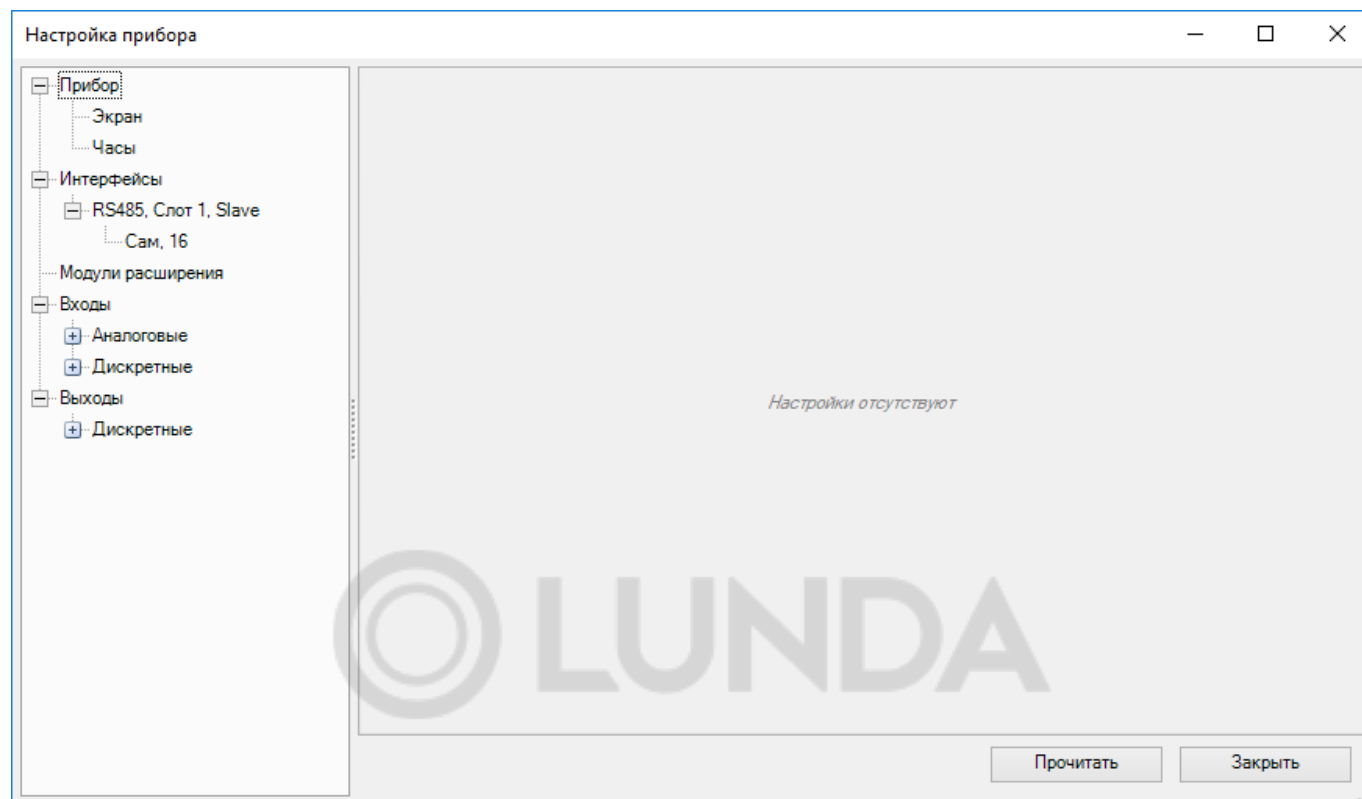 Настройка прибора
Прибор
Экран
Часы
Интерфейсы
RS485, Слот 1, Slave
Сам, 16
Модули расширения
Входы
Аналоговые
Дискретные
Выходы
Дискретные
Настройки отсутствуют
LUNDA
Прочитать
Закрыть